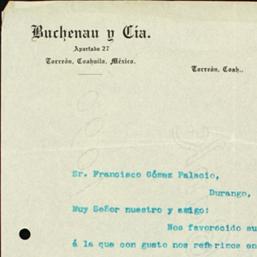 Buchenau y Cía.
Apartado 27
Torreón, Coahuila, México.
Torreón, Coah..
Sr. Francisco Gómez Palacio,
Durango,
Muy Señor nuestro y amigo:
Nos favorecido su
á la que con gusto nos referimos en